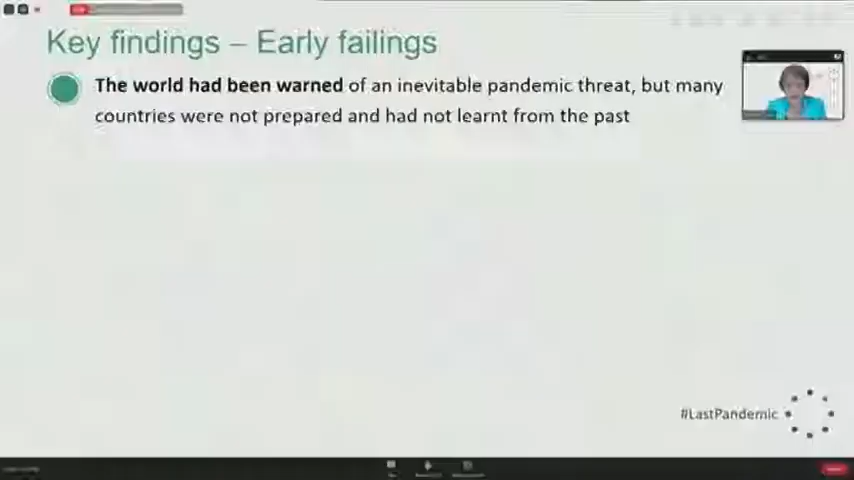 Key findings – Early failings
The world had been warned of an inevitable pandemic threat, but many
countries were not prepared and had not learnt from the past
#LastPandemic